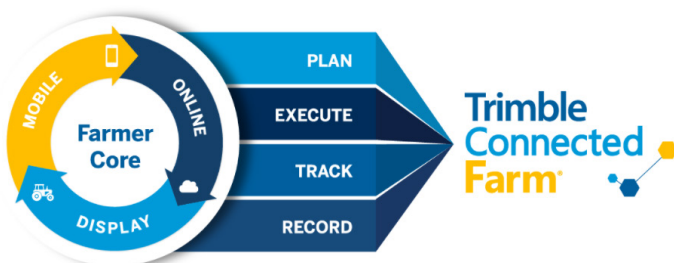 MOBILE
ONLINE
DISPLAY
Farmer
Core
PLAN
EXECUTE
TRACK
RECORD
Trimble
Connected
Farm